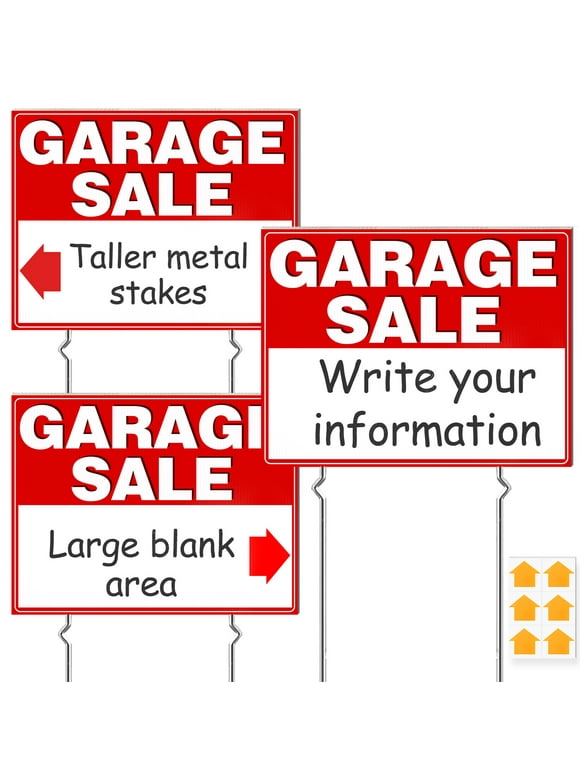 GARAGE
SALE
Taller metal
stakes
GARAGE
SALE
Write your
information
GARAGE
SALE
Large blank
area